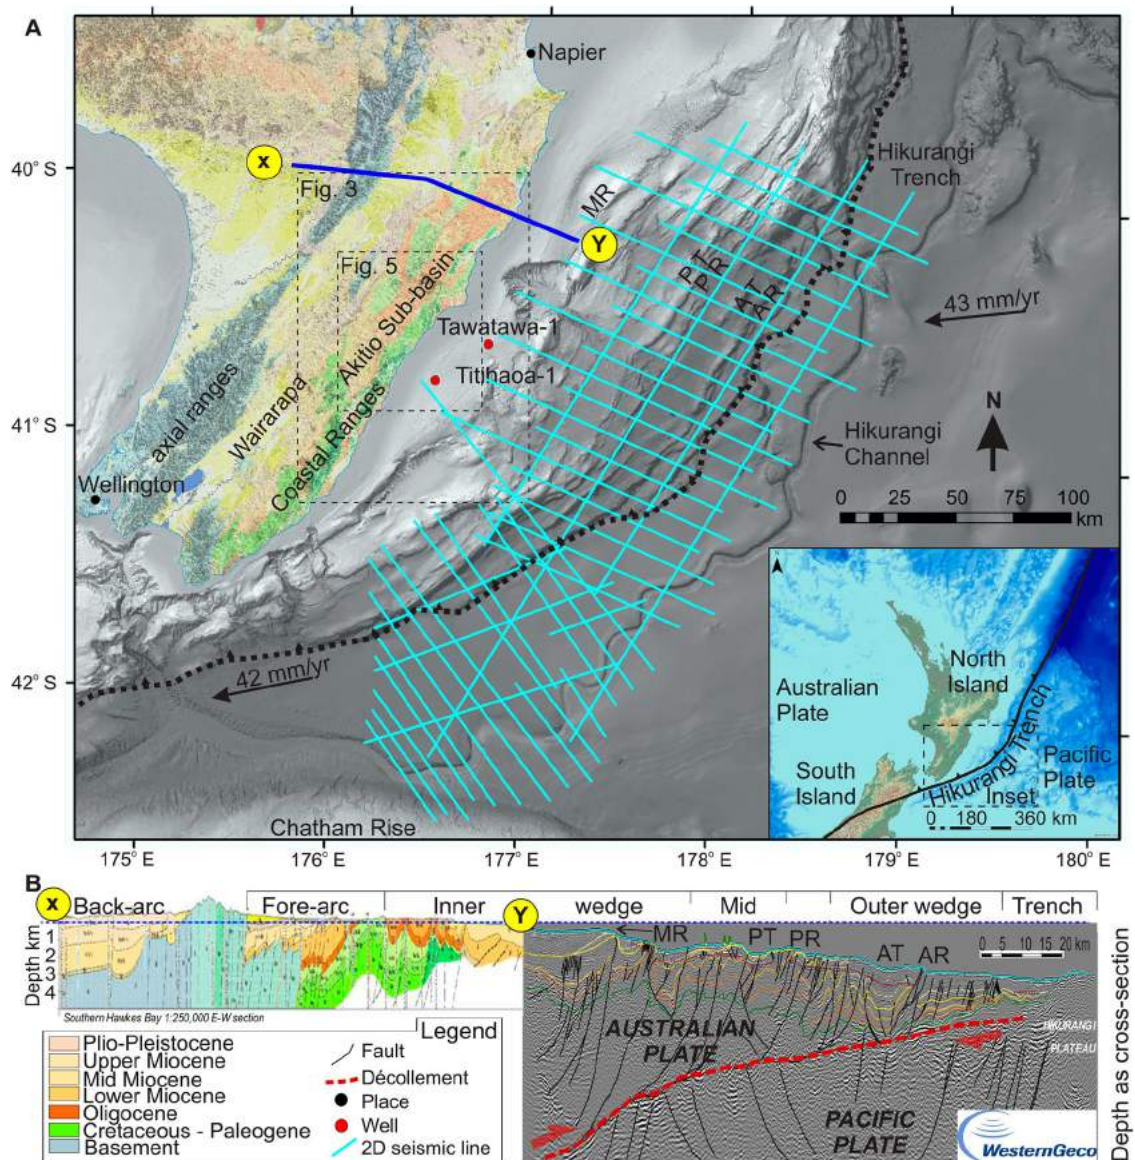 A
Napier
40° S
x
Fig. 3
MR
Y
Hikurangi
Trench
Fig. 5
PT
PR
AT
AR
43 mm/yr
Akitio Sub-basin
Tawatawa-1
Titihaoa-1
axial ranges
Wairarapa
Coastal Ranges
41° S
N
Hikurangi
Channel
Wellington
0 25 50 75 100
km
42 mm/yr
42° S
North
Island
Australian
Plate
Hikurangi Trench
Pacific
Plate
South
Island
Inset
0 180 360 km
Chatham Rise
175° E 176° E 177° E 178° E 179° E 180° E
B
x Back-arc Fore-arc Inner Y wedge Mid Outer wedge Trench
MR PT PR AT AR
0 5 10 15 20 km
Depth km
1
2
3
4
Southern Hawkes Bay 1:250,000 E-W section
AUSTRALIAN
PLATE
HIKURANGI
PLATEAU
PACIFIC
PLATE
WesternGeco
Depth as cross-section
Legend
Plio-Pleistocene
Upper Miocene
Mid Miocene
Lower Miocene
Oligocene
Cretaceous - Paleogene
Basement
Fault
Décollement
Place
Well
2D seismic line